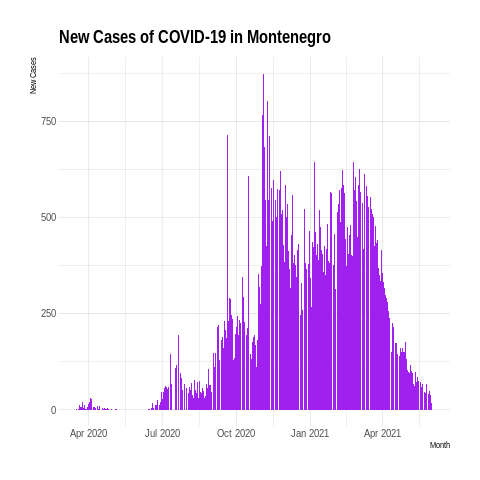 New Cases of COVID-19 in Montenegro
New Cases
750
500
250
0
Apr 2020 Jul 2020 Oct 2020 Jan 2021 Apr 2021
Month